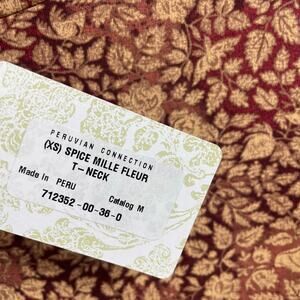 PERUVIAN CONNECTION
(XS) SPICE MILLE FLEUR
T-NECK
Made In PERU Catalog M
712352-00-36-0